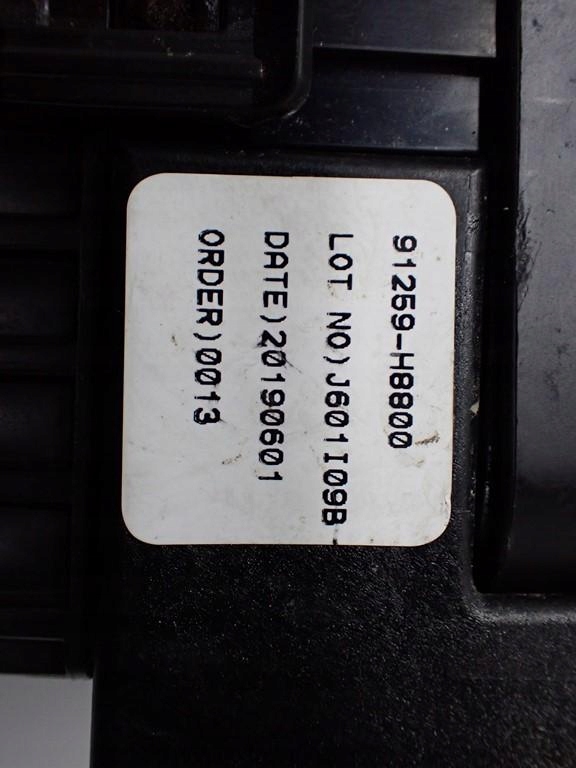 91259-H8800
LOT NO)J601I09B
DATE)20190601
ORDER)0013